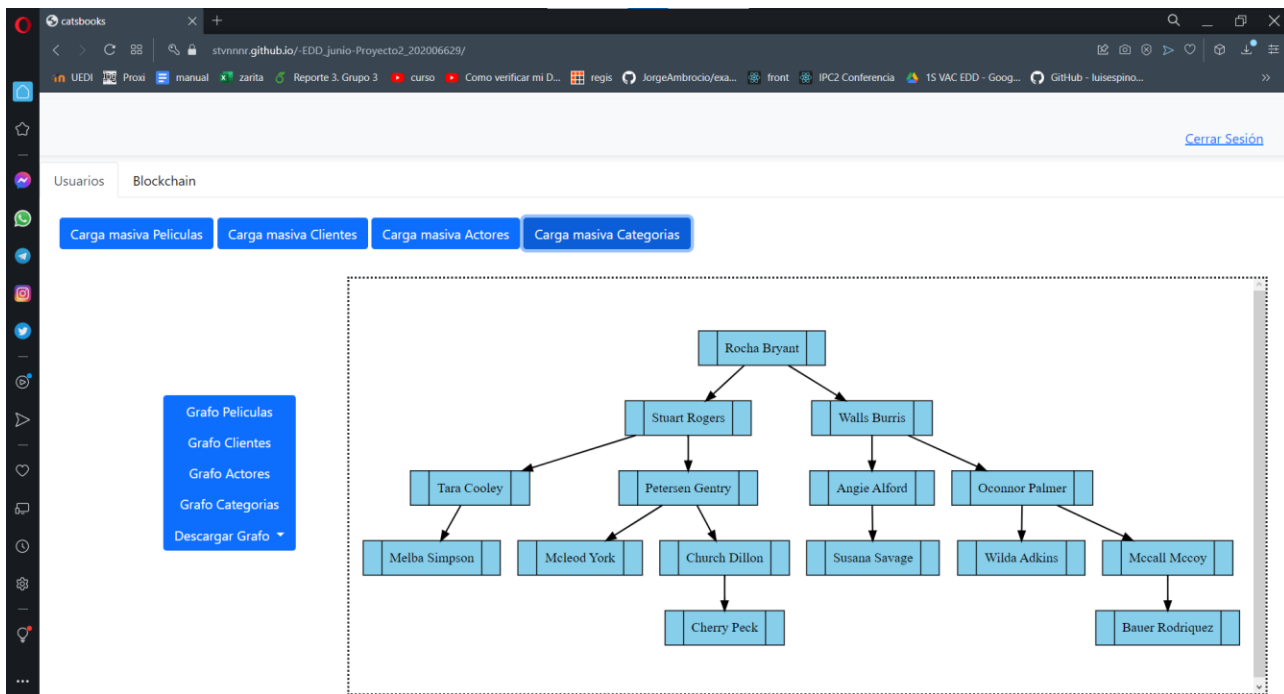 catsbooks
stvnnnr.github.io/-EDD_junio-Proyecto2_202006629/
UEDI Proxi manual zarita Reporte 3. Grupo 3 curso Como verificar mi D... regis JorgeAmbrocio/exa... front IPC2 Conferencia 1S VAC EDD - Goog... GitHub - luisespino...
Cerrar Sesión
Usuarios Blockchain
Carga masiva Peliculas Carga masiva Clientes Carga masiva Actores Carga masiva Categorias
Grafo Peliculas
Grafo Clientes
Grafo Actores
Grafo Categorias
Descargar Grafo
Rocha Bryant
Stuart Rogers Walls Burris
Tara Cooley Petersen Gentry Angie Alford Oconnor Palmer
Melba Simpson Mcleod York Church Dillon Susana Savage Wilda Adkins Mccall Mccoy
Cherry Peck Bauer Rodriquez